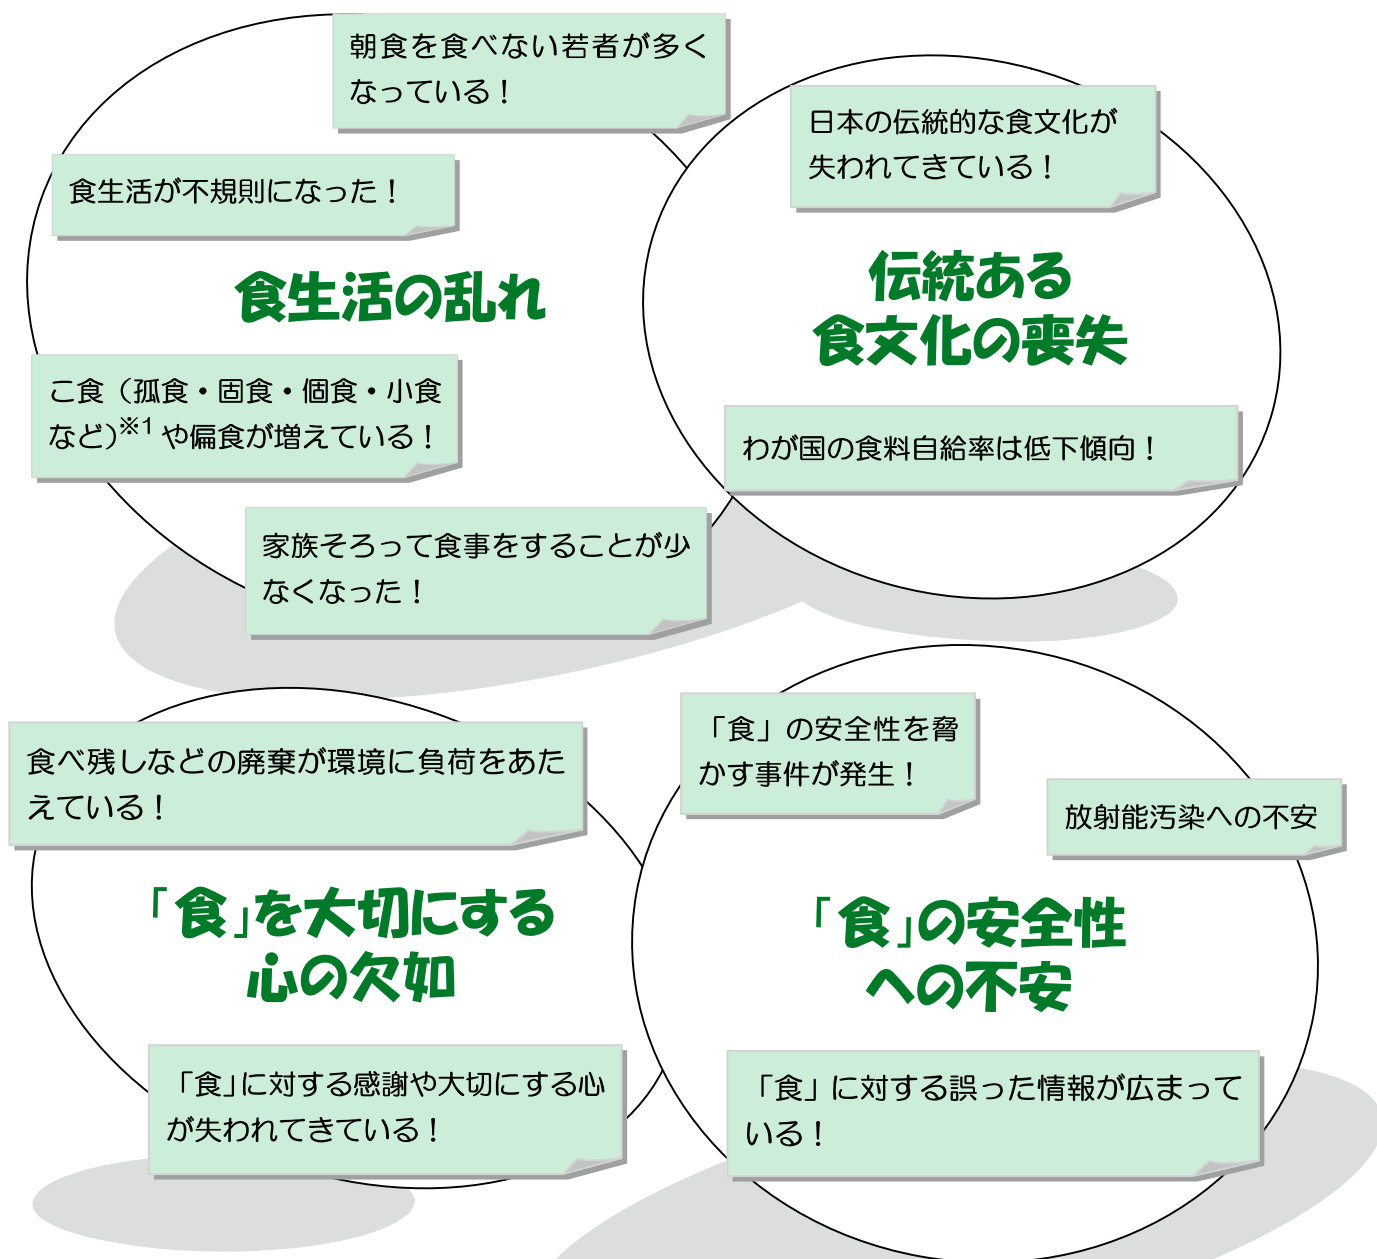 朝食を食べない若者が多く
なっている！
食生活が不規則になった！
食生活の乱れ
こ食（孤食・固食・個食・小食
など）※1 や偏食が増えている！
家族そろって食事をすることが少
なくなった！
日本の伝統的な食文化が
失われてきている！
伝統ある
食文化の喪失
わが国の食料自給率は低下傾向！
食べ残しなどの廃棄が環境に負荷をあた
えている！
「食」を大切にする
心の欠如
「食」に対する感謝や大切にする心
が失われてきている！
「食」の安全性を脅
かす事件が発生！
放射能汚染への不安
「食」の安全性
への不安
「食」に対する誤った情報が広まって
いる！